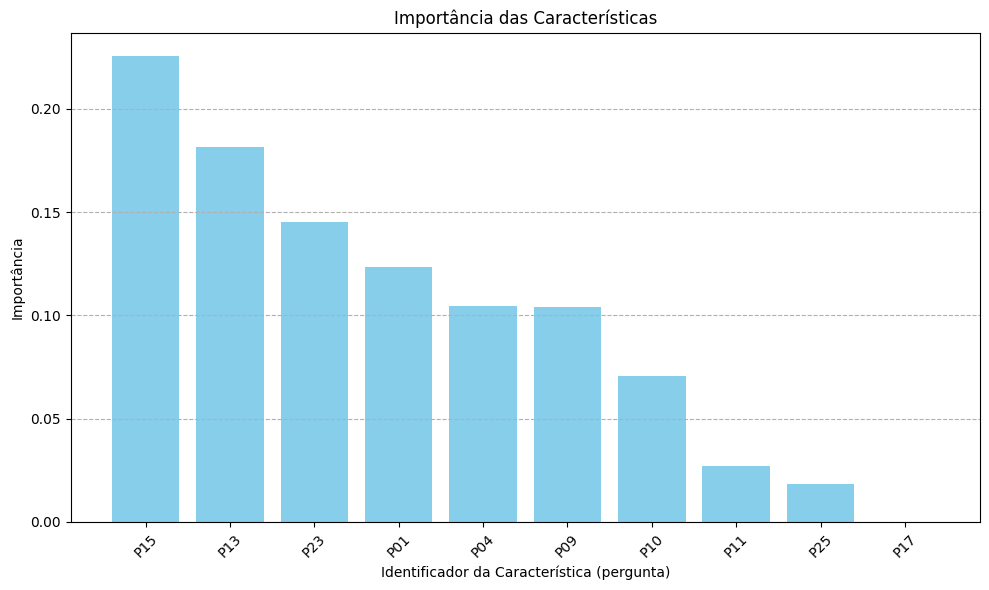 Importância das Características
Importância
0.20
0.15
0.10
0.05
0.00
P15 P13 P23 P01 P04 P09 P10 P11 P25 P17
Identificador da Característica (pergunta)